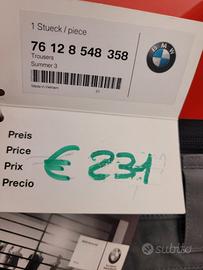 1 Stueck / piece
76 12 8 548 358
Trousers
Summer 3
Made in Vietnam
BMW
Preis
Price
Prix
Precio
€ 231
subito